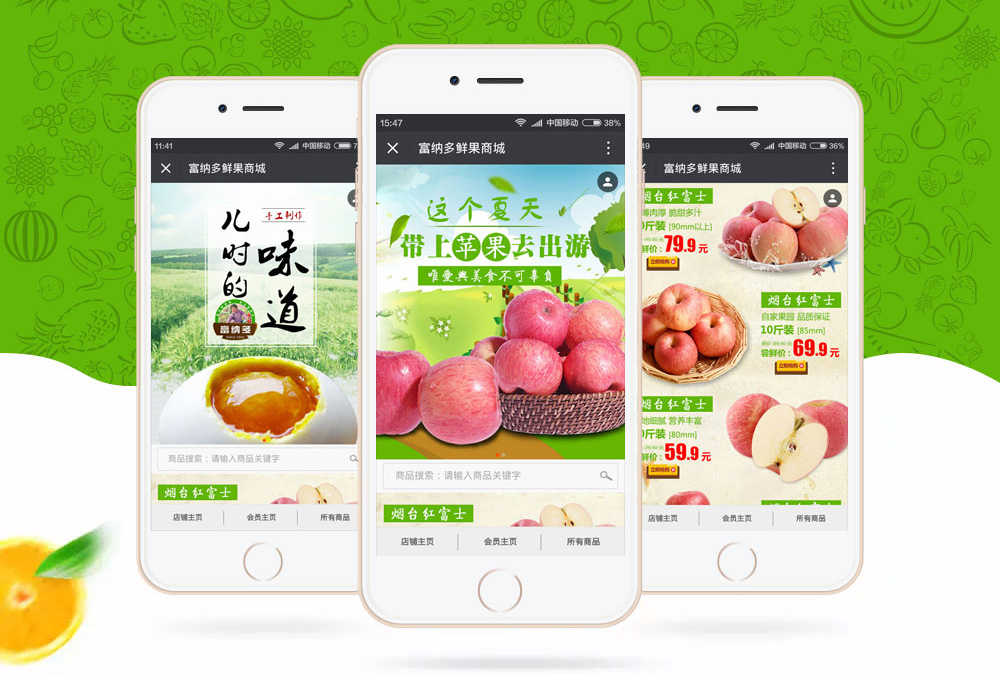 11:41
中国移动
7
富纳多鲜果商城
手工制作
儿时的
味道
富纳多
商品搜索：请输入商品关键字
烟台红富士
店铺主页
会员主页
所有商品
15:47
中国移动
38%
富纳多鲜果商城
这个夏天
带上苹果去出游
唯爱与美食不可辜负
商品搜索：请输入商品关键字
烟台红富士
店铺主页
会员主页
所有商品
49
中国移动
36%
富纳多鲜果商城
烟台红富士
肉厚 脆甜多汁
斤装 [90mm以上]
79.9元
立即抢购
烟台红富士
自家果园 品质保证
10斤装 [85mm]
尝鲜价：69.9元
立即抢购
烟台红富士
地细腻 营养丰富
斤装 [80mm]
鲜价：59.9元
立即抢购
店铺主页
会员主页
所有商品